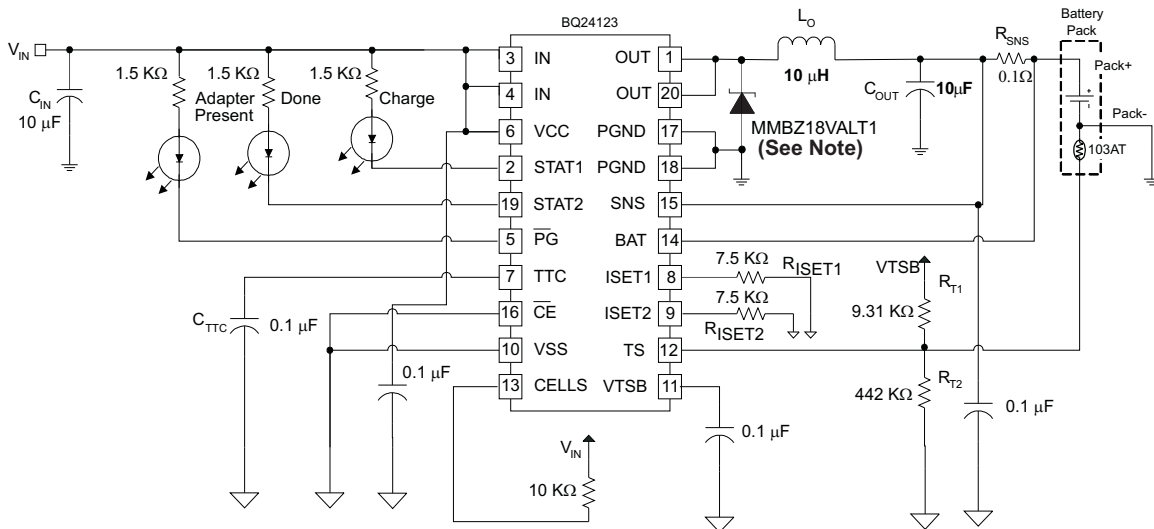 BQ24123
L_O
Battery
Pack
V_IN
R_SNS
Pack+
3 IN OUT 1
1.5 KΩ 1.5 KΩ 1.5 KΩ
10 µH
0.1Ω
C_IN
10 µF
Adapter
Present
Done
Charge
4 IN OUT 20
C_OUT 10µF
+
Pack-
6 VCC PGND 17
MMBZ18VALT1
(See Note)
103AT
2 STAT1 PGND 18
19 STAT2 SNS 15
5 PG BAT 14
7.5 KΩ
R_ISET1
VTSB
R_T1
7 TTC ISET1 8
7.5 KΩ
9.31 KΩ
C_TTC 0.1 µF
16 CE ISET2 9
R_ISET2
10 VSS TS 12
0.1 µF
R_T2
13 CELLS VTSB 11
442 KΩ
0.1 µF
0.1 µF
V_IN
10 KΩ